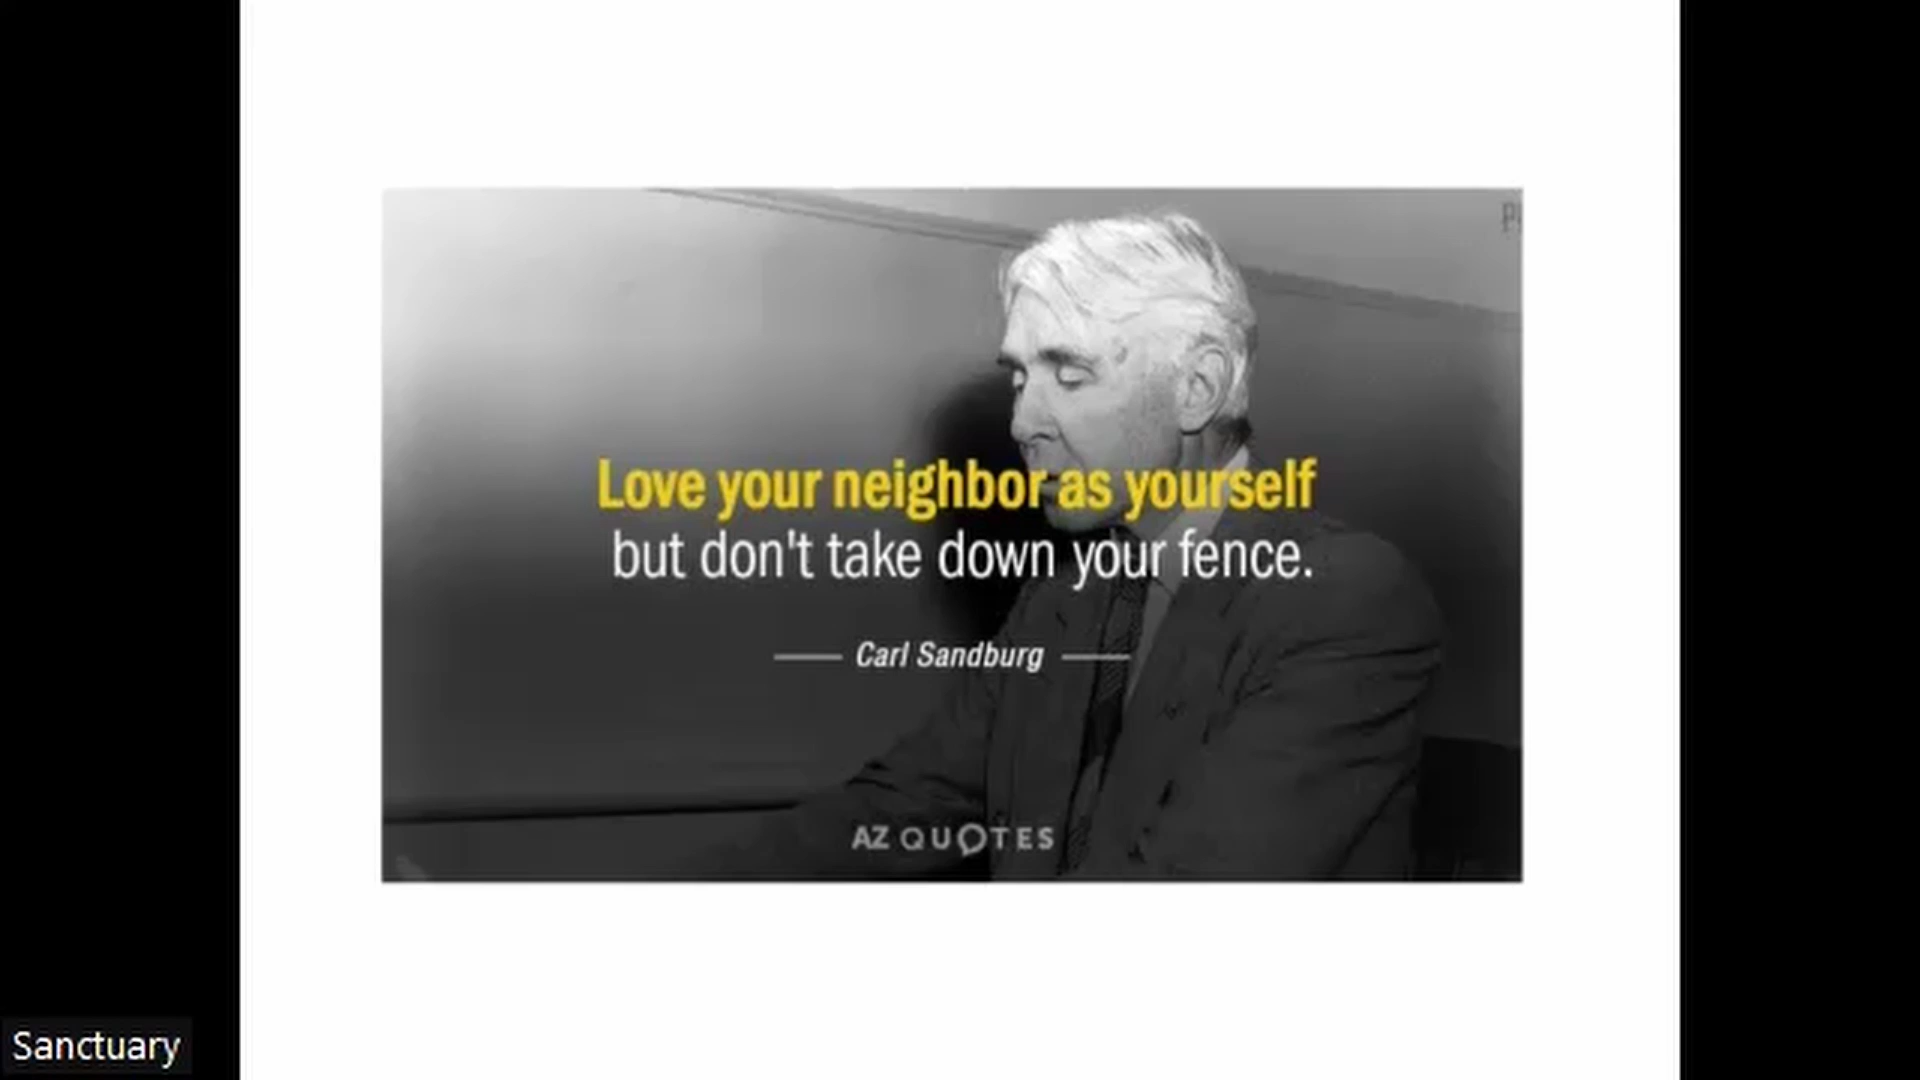 Love your neighbor as yourself
but don't take down your fence.
Carl Sandburg
AZ QUOTES
Sanctuary